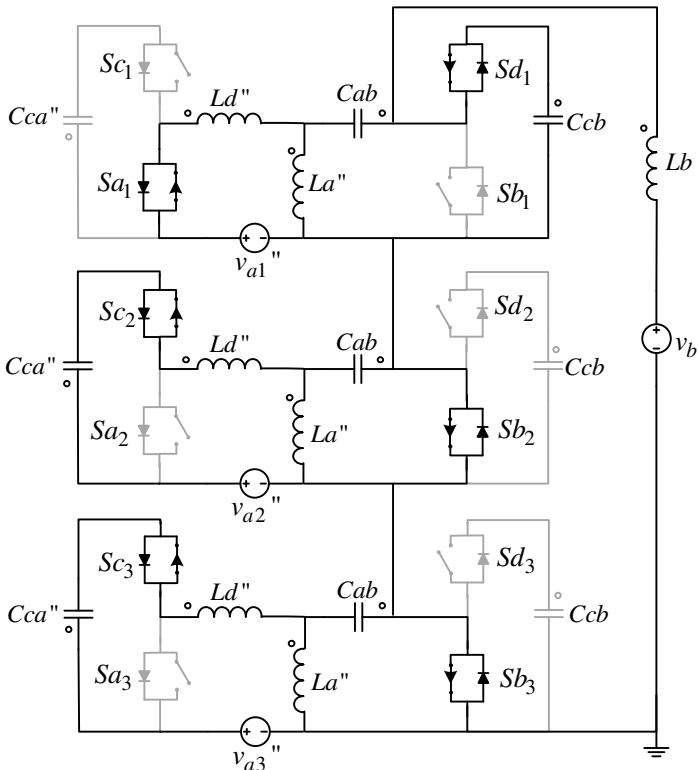 Sc1
Ld"
Cab
Sd1
Cca"
Ccb
Sa1
La"
Sb1
Lb
va1"
Sc2
Ld"
Cab
Sd2
Cca"
Ccb
vb
Sa2
La"
Sb2
va2"
Sc3
Ld"
Cab
Sd3
Cca"
Ccb
Sa3
La"
Sb3
va3"